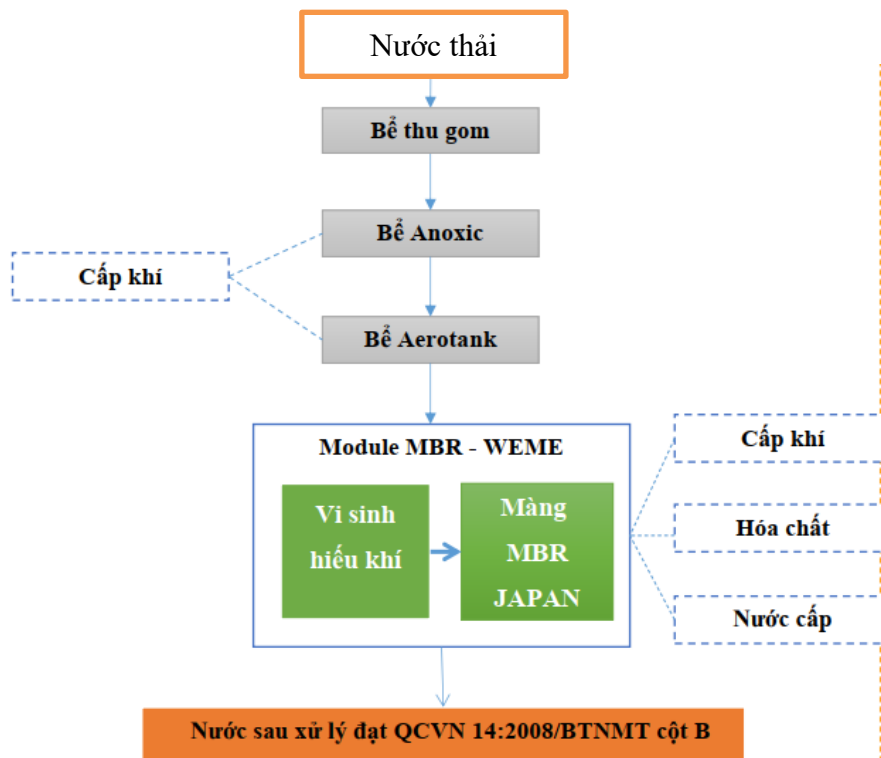 Nước thải
Bể thu gom
Bể Anoxic
Cấp khí
Bể Aerotank
Module MBR - WEME
Vi sinh
hiếu khí
Màng
MBR
JAPAN
Cấp khí
Hóa chất
Nước cấp
Nước sau xử lý đạt QCVN 14:2008/BTNMT cột B